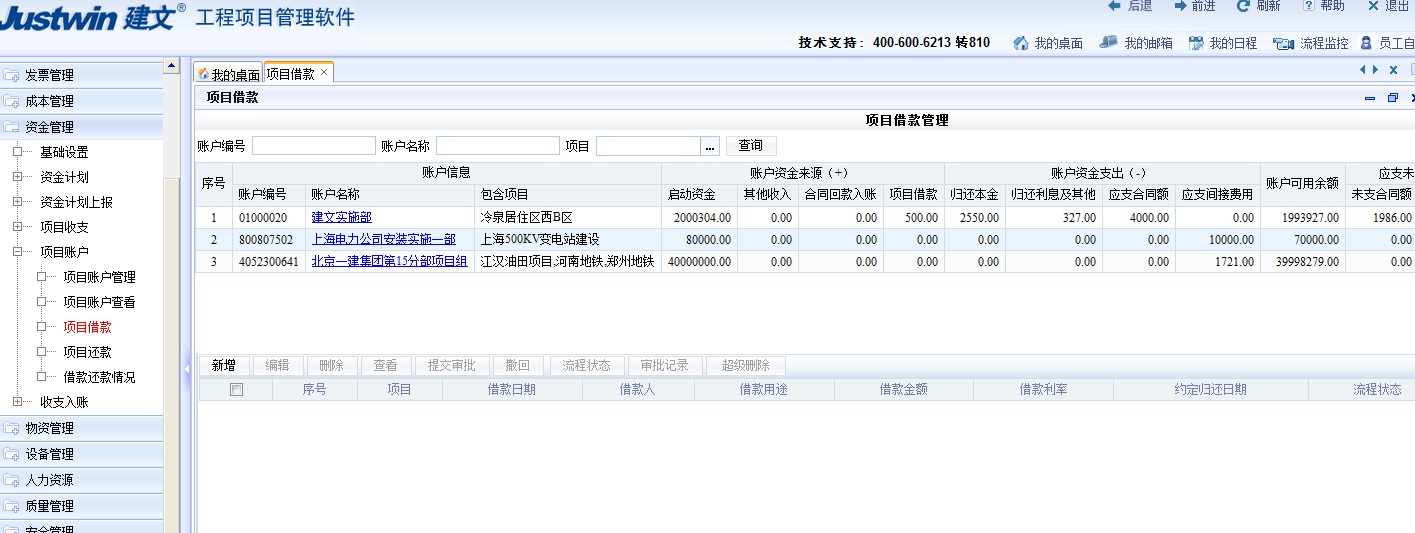 Justwin 建文® 工程项目管理软件
后退 前进 刷新 帮助 退出
技术支持：400-600-6213 转810 我的桌面 我的邮箱 我的日程 流程监控 员工自
发票管理
成本管理
资金管理
基础设置
资金计划
资金计划上报
项目收支
项目账户
项目账户管理
项目账户查看
项目借款
项目还款
借款还款情况
收支入账
物资管理
设备管理
人力资源
质量管理
安全管理
我的桌面 项目借款 ×
项目借款
项目借款管理
账户编号 账户名称 项目 ... 查询
序号 账户信息 账户资金来源（+） 账户资金支出（-） 账户可用余额 应支未
账户编号 账户名称 包含项目 启动资金 其他收入 合同回款入账 项目借款 归还本金 归还利息及其他 应支合同额 应支间接费用 未支合同额
1 01000020 建文实施部 冷泉居住区西B区 2000304.00 0.00 0.00 500.00 2550.00 327.00 4000.00 0.00 1993927.00 1986.00
2 800807502 上海电力公司安装实施一部 上海500KV变电站建设 80000.00 0.00 0.00 0.00 0.00 0.00 0.00 10000.00 70000.00 0.00
3 4052300641 北京一建集团第15分部项目组 江汉油田项目,河南地铁,郑州地铁 40000000.00 0.00 0.00 0.00 0.00 0.00 0.00 1721.00 39998279.00 0.00
新增 编辑 删除 查看 提交审批 撤回 流程状态 审批记录 超级删除
序号 项目 借款日期 借款人 借款用途 借款金额 借款利率 约定归还日期 流程状态